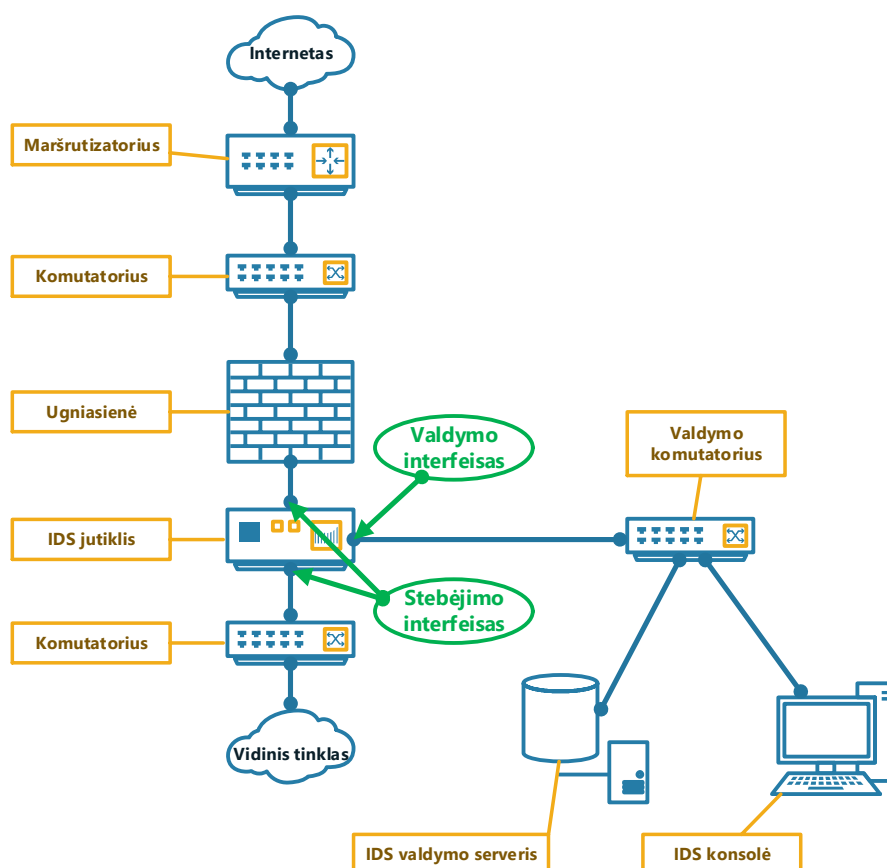 Internetas
Maršrutizatorius
Komutatorius
Ugniasienė
Valdymo
interfeisas
Valdymo
komutatorius
IDS jutiklis
Stebėjimo
interfeisas
Komutatorius
Vidinis tinklas
IDS valdymo serveris
IDS konsolė